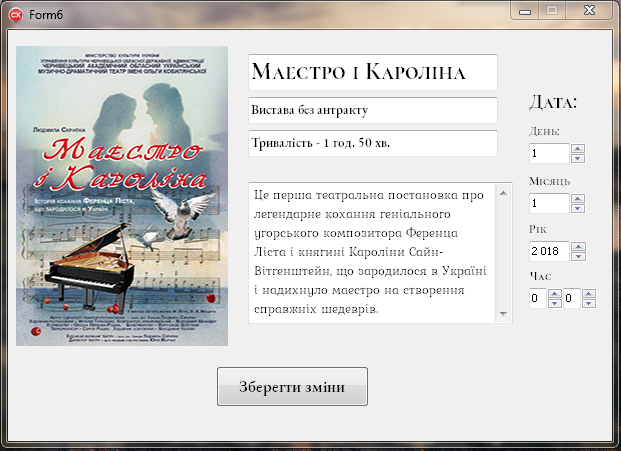 Form6
МІНІСТЕРСТВО КУЛЬТУРИ УКРАЇНИ
УПРАВЛІННЯ КУЛЬТУРИ ЧЕРНІВЕЦЬКОЇ ОБЛАСНОЇ ДЕРЖАВНОЇ АДМІНІСТРАЦІЇ
ЧЕРНІВЕЦЬКИЙ АКАДЕМІЧНИЙ ОБЛАСНИЙ УКРАЇНСЬКИЙ
МУЗИЧНО-ДРАМАТИЧНИЙ ТЕАТР ІМЕНІ ОЛЬГИ КОБИЛЯНСЬКОЇ
Людмила Скрипка
Маестро
і Кароліна
Історія кохання Ференца Ліста,
що зародилося в Україні
Маестро і Кароліна
Вистава без антракту
Тривалість - 1 год. 50 хв.
Це перша театральна постановка про
легендарне кохання геніального
угорського композитора Ференца
Ліста і княгині Кароліни Сайн-
Вітгенштейн, що зародилося в Україні
і надихнуло маестро на створення
справжніх шедеврів.
Дата:
День:
1
Місяць
1
Рік
2 018
Час
0 0
Зберегти зміни